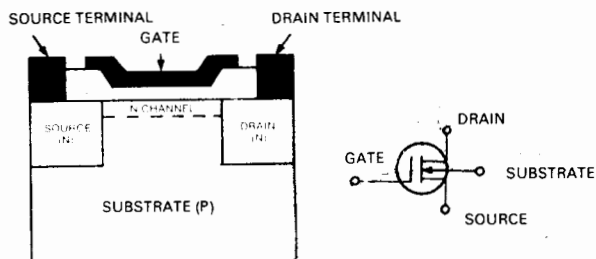 SOURCE TERMINAL
DRAIN TERMINAL
GATE
N CHANNEL
SOURCE
(N)
DRAIN
(N)
SUBSTRATE (P)
DRAIN
GATE
SUBSTRATE
SOURCE